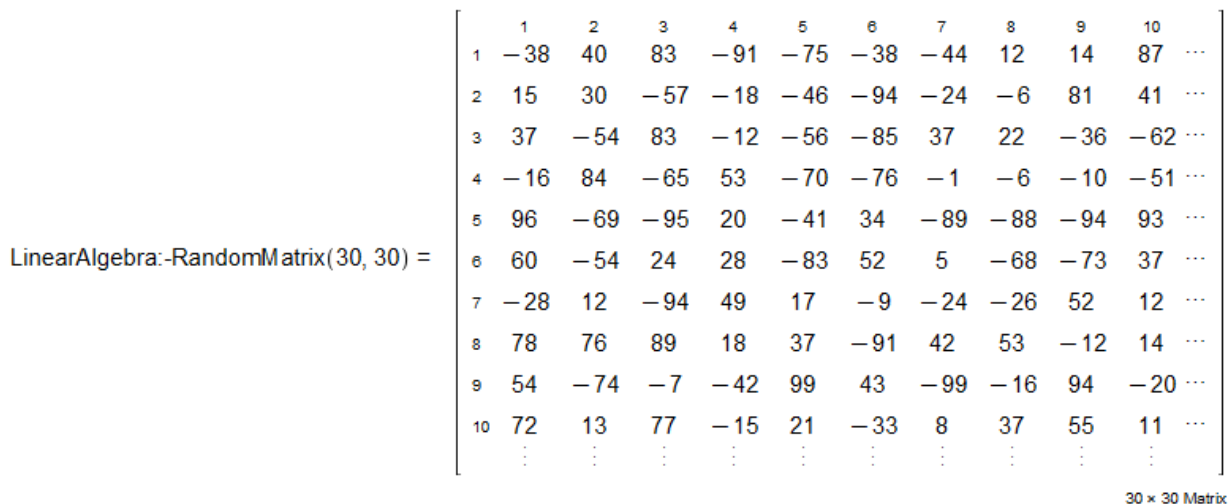 1 2 3 4 5 6 7 8 9 10
1 −38 40 83 −91 −75 −38 −44 12 14 87 ⋯
2 15 30 −57 −18 −46 −94 −24 −6 81 41 ⋯
3 37 −54 83 −12 −56 −85 37 22 −36 −62 ⋯
4 −16 84 −65 53 −70 −76 −1 −6 −10 −51 ⋯
5 96 −69 −95 20 −41 34 −89 −88 −94 93 ⋯
LinearAlgebra:-RandomMatrix(30, 30) = 6 60 −54 24 28 −83 52 5 −68 −73 37 ⋯
7 −28 12 −94 49 17 −9 −24 −26 52 12 ⋯
8 78 76 89 18 37 −91 42 53 −12 14 ⋯
9 54 −74 −7 −42 99 43 −99 −16 94 −20 ⋯
10 72 13 77 −15 21 −33 8 37 55 11 ⋯
⋮ ⋮ ⋮ ⋮ ⋮ ⋮ ⋮ ⋮ ⋮ ⋮
30 × 30 Matrix